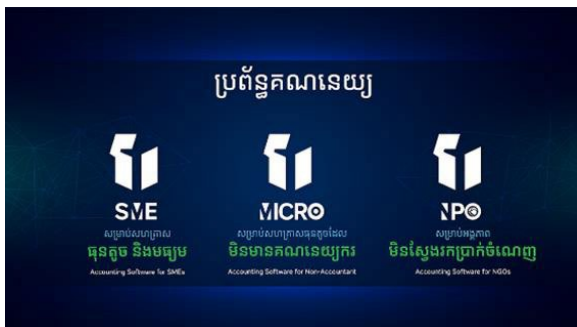 ប្រព័ន្ធគណនេយ្យ
SME
សម្រាប់សហគ្រាស
ធុនតូច និងមធ្យម
Accounting Software for SMEs
MICRO
សម្រាប់សហក្រាសធុនតូចដែល
មិនមានគណនេយ្យករ
Accounting Software for Non-Accountant
NPO
សម្រាប់អង្គភាព
មិនស្វែងរកប្រាក់ចំណេញ
Accounting Software for NGOs